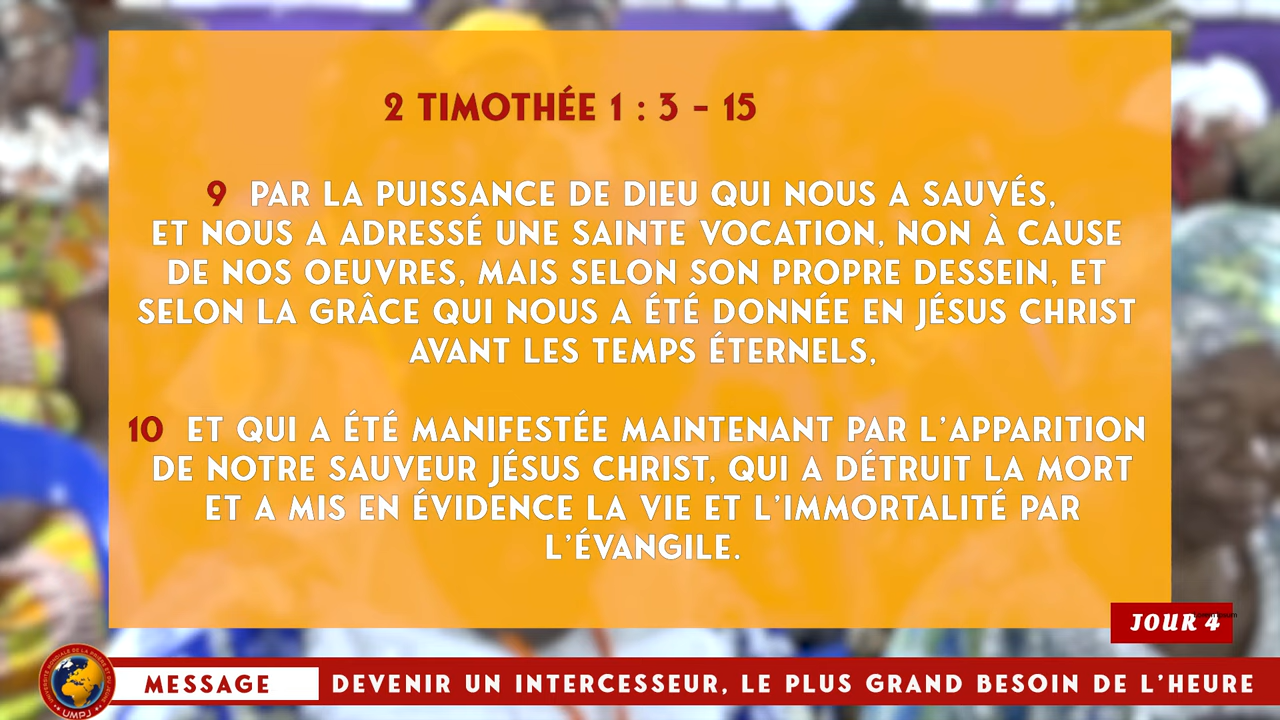 2 TIMOTHÉE 1 : 3 - 15
9 PAR LA PUISSANCE DE DIEU QUI NOUS A SAUVÉS,
ET NOUS A ADRESSÉ UNE SAINTE VOCATION, NON À CAUSE
DE NOS OEUVRES, MAIS SELON SON PROPRE DESSEIN, ET
SELON LA GRÂCE QUI NOUS A ÉTÉ DONNÉE EN JÉSUS CHRIST
AVANT LES TEMPS ÉTERNELS,
10 ET QUI A ÉTÉ MANIFESTÉE MAINTENANT PAR L'APPARITION
DE NOTRE SAUVEUR JÉSUS CHRIST, QUI A DÉTRUIT LA MORT
ET A MIS EN ÉVIDENCE LA VIE ET L'IMMORTALITÉ PAR
L'ÉVANGILE.
JOUR 4
MESSAGE
DEVENIR UN INTERCESSEUR, LE PLUS GRAND BESOIN DE L'HEURE
UMPJ